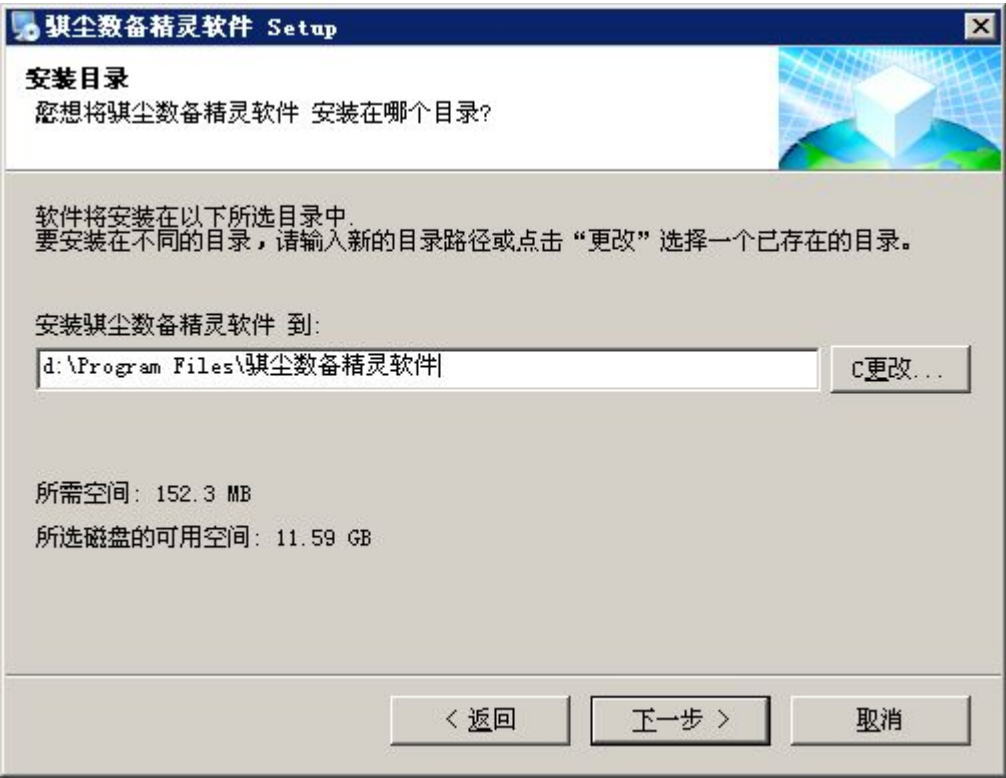 骐尘数备精灵软件 Setup
安装目录
您想将骐尘数备精灵软件 安装在哪个目录?
软件将安装在以下所选目录中.
要安装在不同的目录，请输入新的目录路径或点击“更改”选择一个已存在的目录。
安装骐尘数备精灵软件 到:
d:\Program Files\骐尘数备精灵软件
C更改...
所需空间: 152.3 MB
所选磁盘的可用空间: 11.59 GB
< 返回
下一步 >
取消